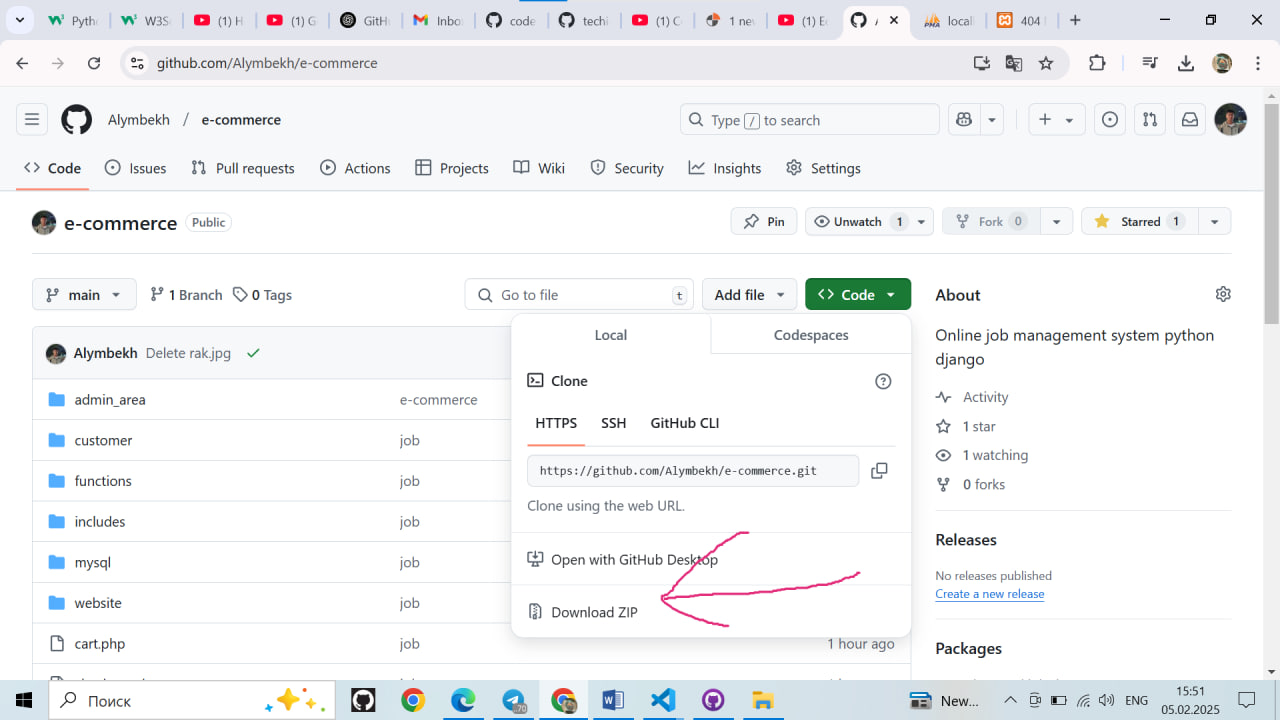 Pytho
W3Sc
(1) H
(1) G
GitHu
Inbo
code
techi
(1) C
1 nev
(1) Ec
A
locall
404 N
github.com/Alymbekh/e-commerce
Alymbekh / e-commerce
Type / to search
Code Issues Pull requests Actions Projects Wiki Security Insights Settings
e-commerce Public
Pin Unwatch 1 Fork 0 Starred 1
main 1 Branch 0 Tags Go to file t Add file Code
Alymbekh Delete rak.jpg
admin_area e-commerce
customer job
functions job
includes job
mysql job
website job
cart.php job 1 hour ago
Local Codespaces
Clone
HTTPS SSH GitHub CLI
https://github.com/Alymbekh/e-commerce.git
Clone using the web URL.
Open with GitHub Desktop
Download ZIP
About
Online job management system python
django
Activity
1 star
1 watching
0 forks
Releases
No releases published
Create a new release
Packages
Поиск
70
New...
ENG
15:51
05.02.2025